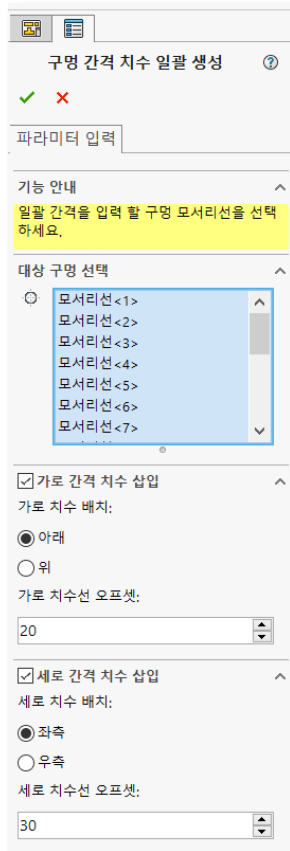 구멍 간격 치수 일괄 생성
파라미터 입력
기능 안내
일괄 간격을 입력 할 구멍 모서리선을 선택
하세요.
대상 구멍 선택
모서리선<1>
모서리선<2>
모서리선<3>
모서리선<4>
모서리선<5>
모서리선<6>
모서리선<7>
가로 간격 치수 삽입
가로 치수 배치:
아래
위
가로 치수선 오프셋:
20
세로 간격 치수 삽입
세로 치수 배치:
좌측
우측
세로 치수선 오프셋:
30